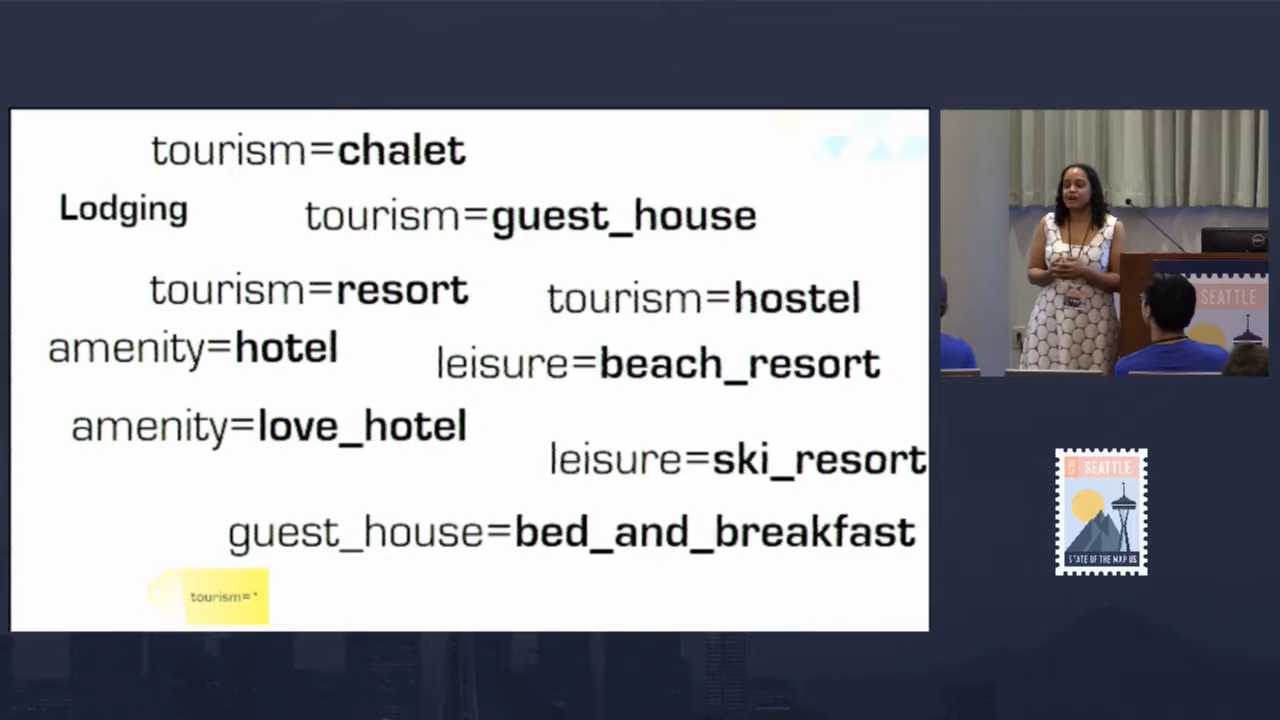 tourism=chalet
Lodging
tourism=guest_house
tourism=resort
tourism=hostel
amenity=hotel
leisure=beach_resort
amenity=love_hotel
leisure=ski_resort
guest_house=bed_and_breakfast
tourism=*
SEATTLE
SEATTLE
STATE OF THE MAP US